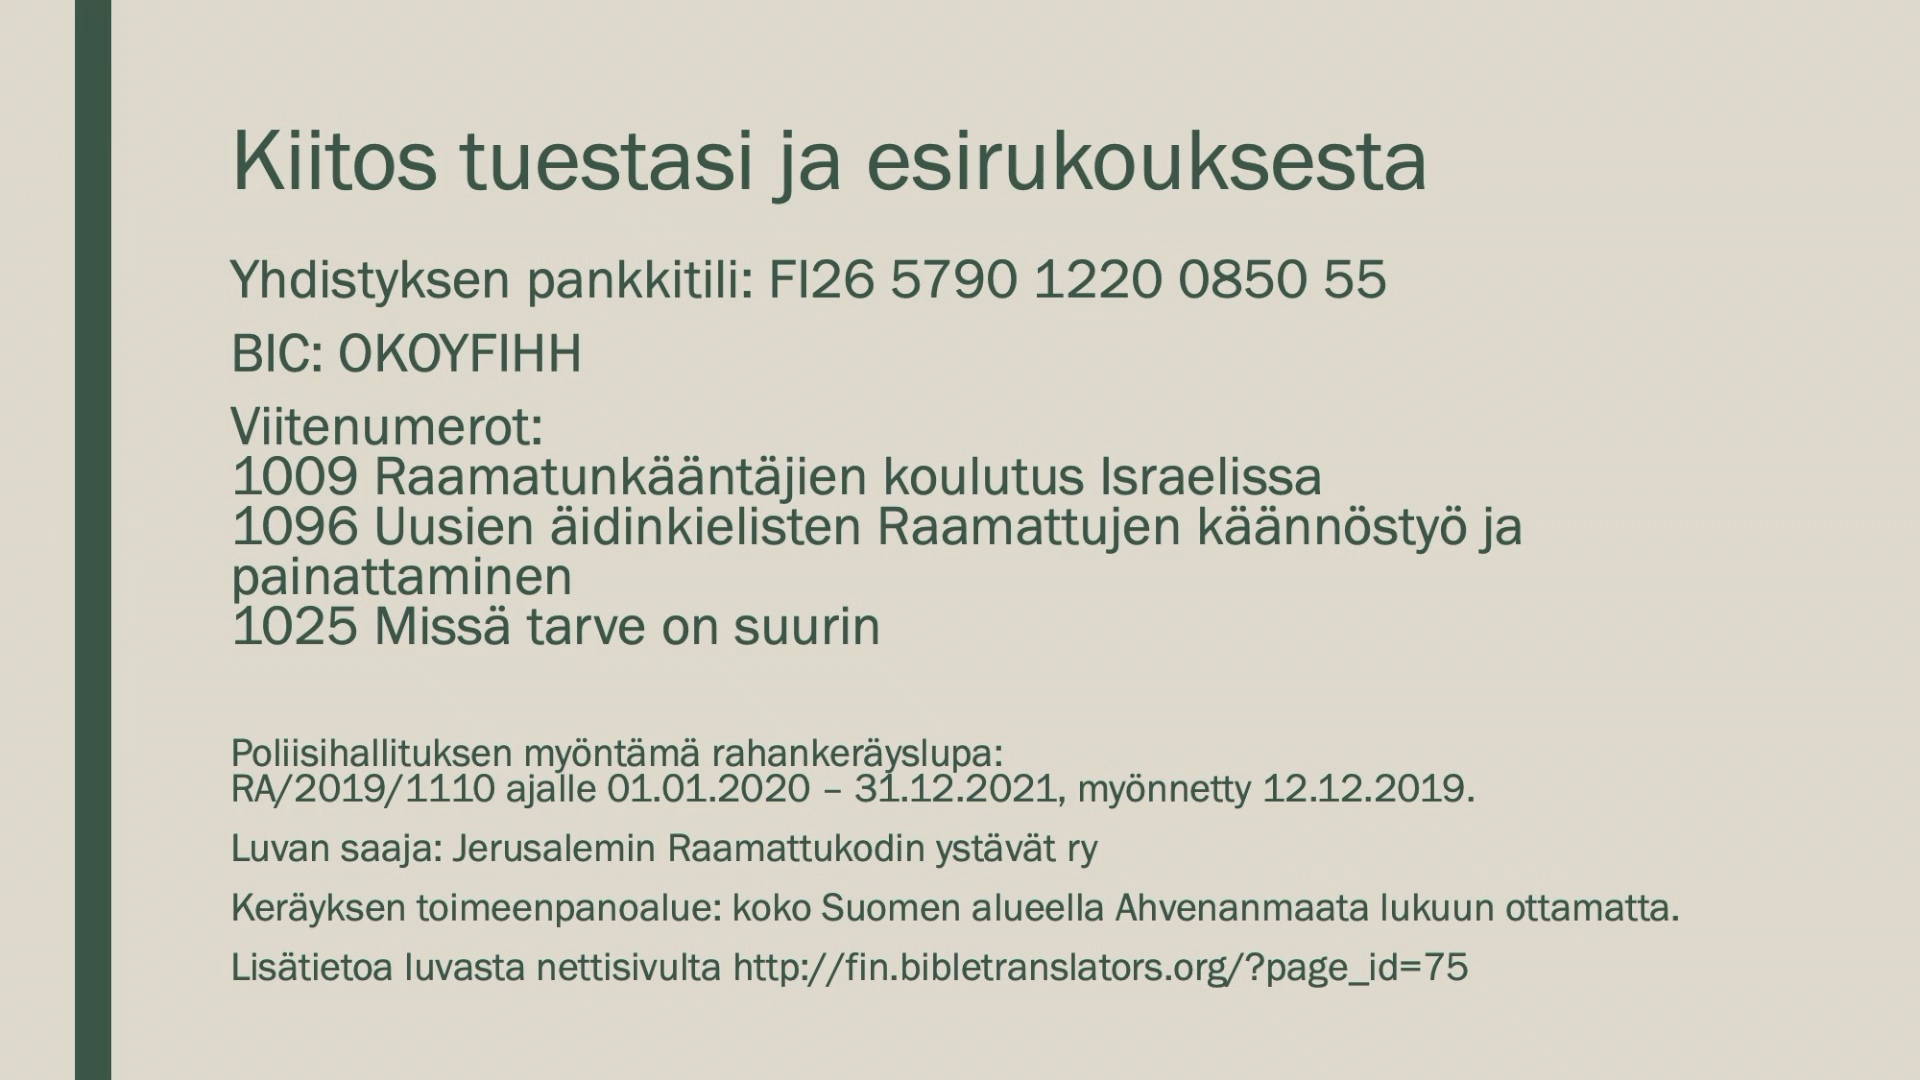 Kiitos tuestasi ja esirukouksesta
Yhdistyksen pankkitili: FI26 5790 1220 0850 55
BIC: OKOYFIHH
Viitenumerot:
1009 Raamatunkääntäjien koulutus Israelissa
1096 Uusien äidinkielisten Raamattujen käännöstyö ja
painattaminen
1025 Missä tarve on suurin
Poliisihallituksen myöntämä rahankeräyslupa:
RA/2019/1110 ajalle 01.01.2020 – 31.12.2021, myönnetty 12.12.2019.
Luvan saaja: Jerusalemin Raamattukodin ystävät ry
Keräyksen toimeenpanoalue: koko Suomen alueella Ahvenanmaata lukuun ottamatta.
Lisätietoa luvasta nettisivulta http://fin.bibletranslators.org/?page_id=75